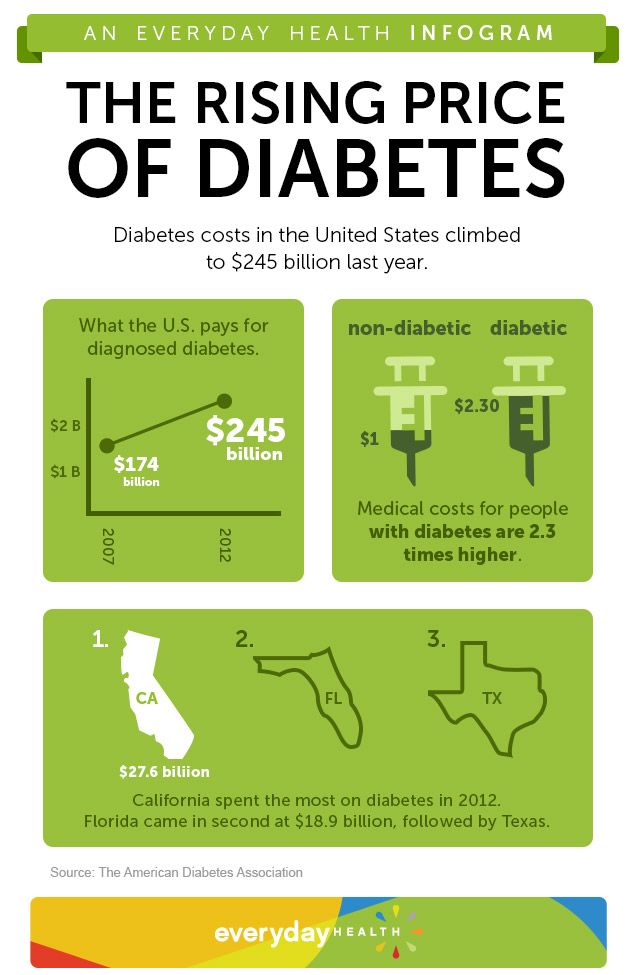 AN EVERYDAY HEALTH INFOGRAM
THE RISING PRICE
OF DIABETES
Diabetes costs in the United States climbed
to $245 billion last year.
What the U.S. pays for
diagnosed diabetes.
$2 B
$1 B
$174
billion
$245
billion
2007
2012
non-diabetic
diabetic
$1
$2.30
Medical costs for people
with diabetes are 2.3
times higher.
1.
CA
$27.6 biliion
2.
FL
3.
TX
California spent the most on diabetes in 2012.
Florida came in second at $18.9 billion, followed by Texas.
Source: The American Diabetes Association
everyday HEALTH